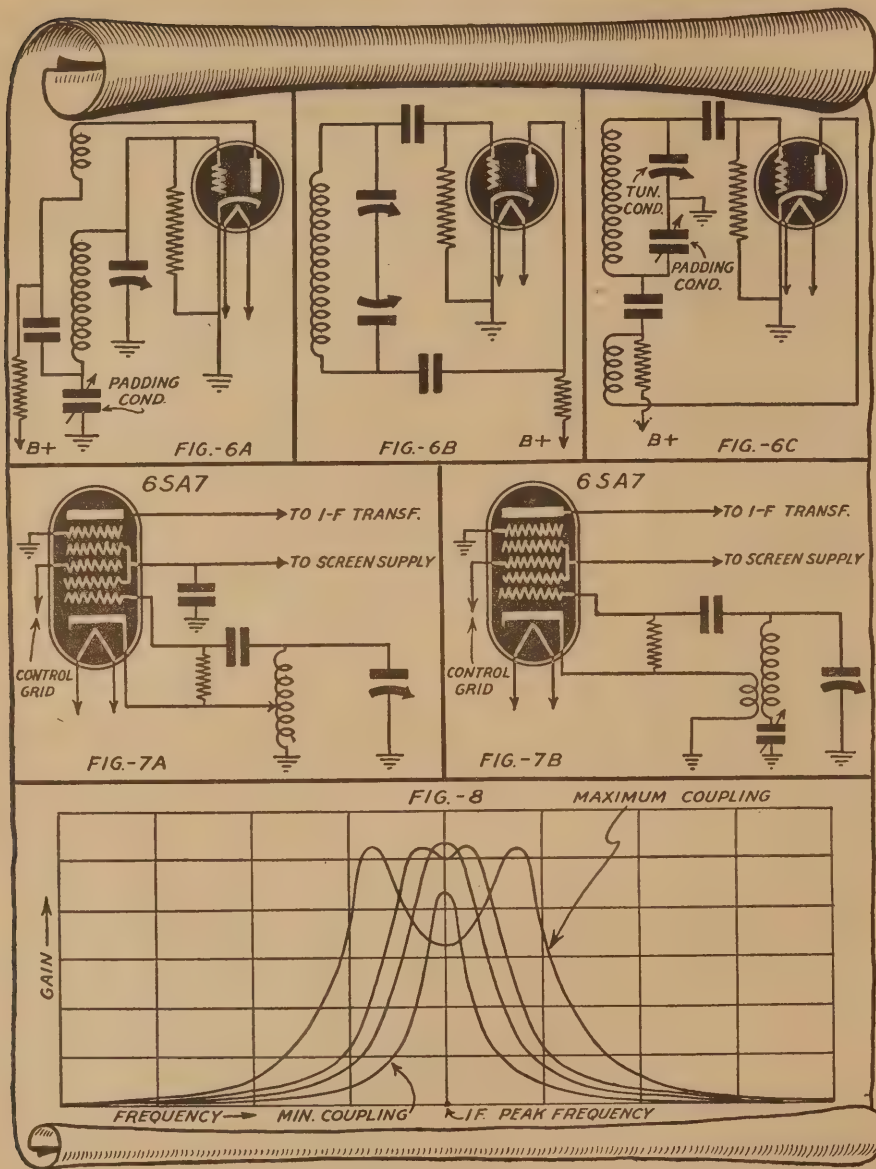 PADDING
COND.
B+
FIG.-6A
FIG.-6B
B+
TUN.
COND.
PADDING
COND.
B+
FIG.-6C
6SA7
TO I-F TRANSF.
TO SCREEN SUPPLY
CONTROL
GRID
FIG.-7A
6SA7
TO I-F TRANSF.
TO SCREEN SUPPLY
CONTROL
GRID
FIG.-7B
FIG.-8
MAXIMUM COUPLING
GAIN
FREQUENCY
MIN. COUPLING
I.F. PEAK FREQUENCY